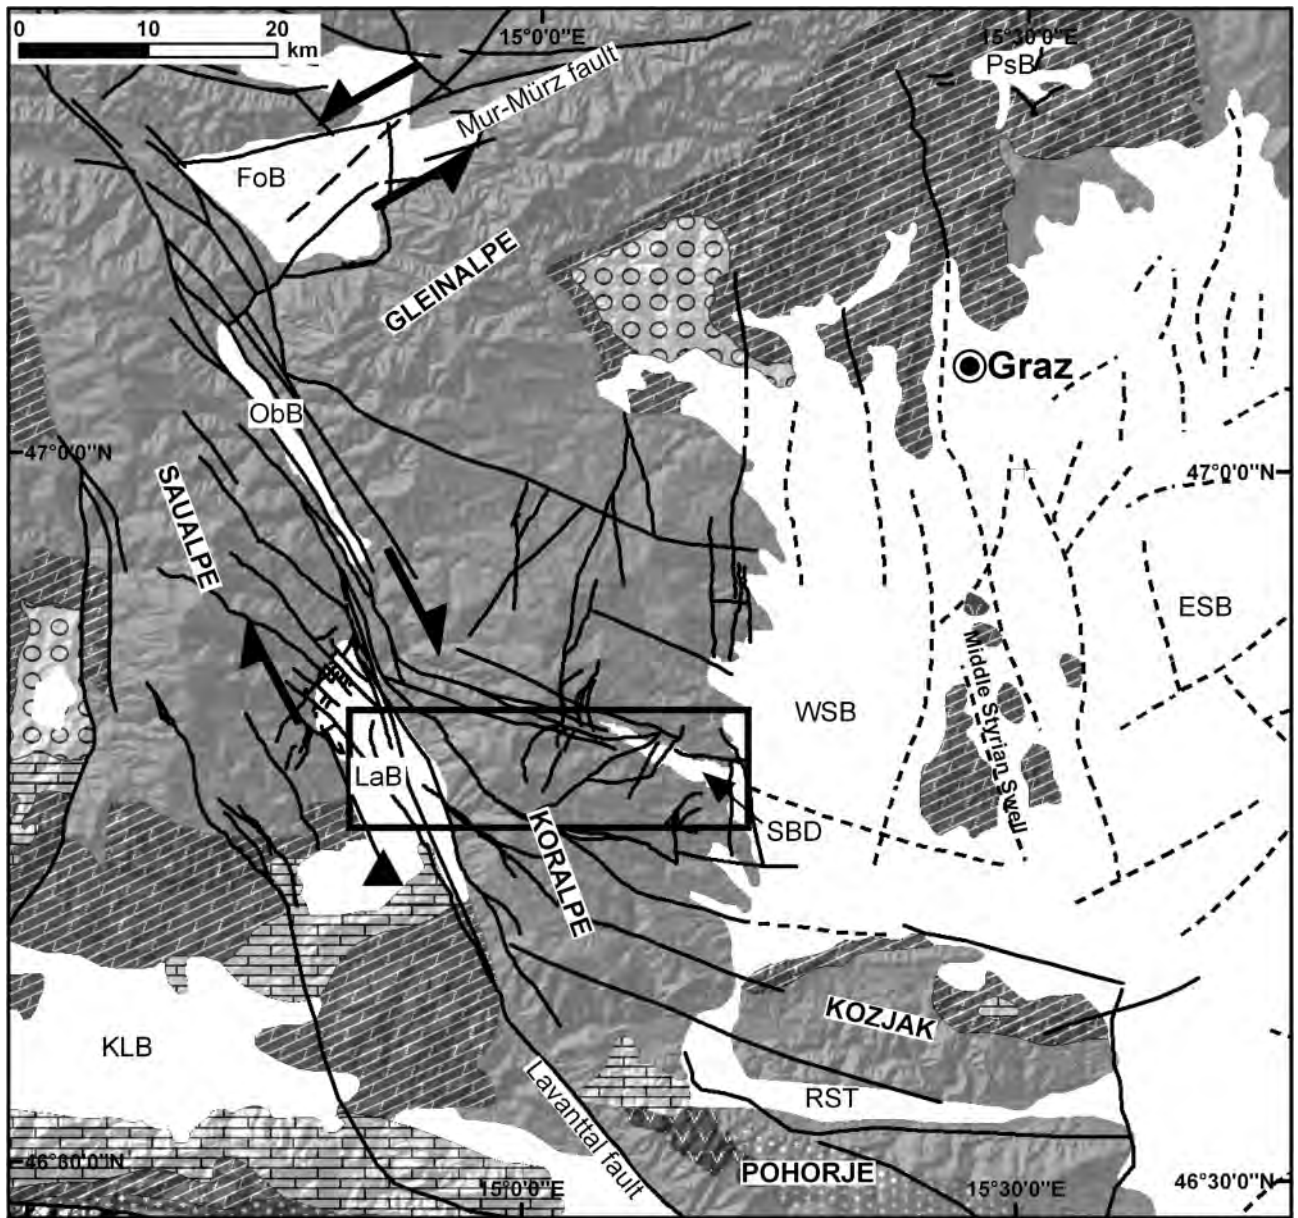 0 10 20
km
15°0'0"E
15°30'0"E
PsB
Mur-Mürz fault
FoB
GLEINALPE
Graz
ObB
47°0'0"N
47°0'0"N
SAUALPE
ESB
Middle Styrian Swell
WSB
LaB
SBD
KORALPE
KOZJAK
KLB
RST
Lavanttal fault
POHORJE
46°30'0"N
15°0'0"E
15°30'0"E
46°30'0"N